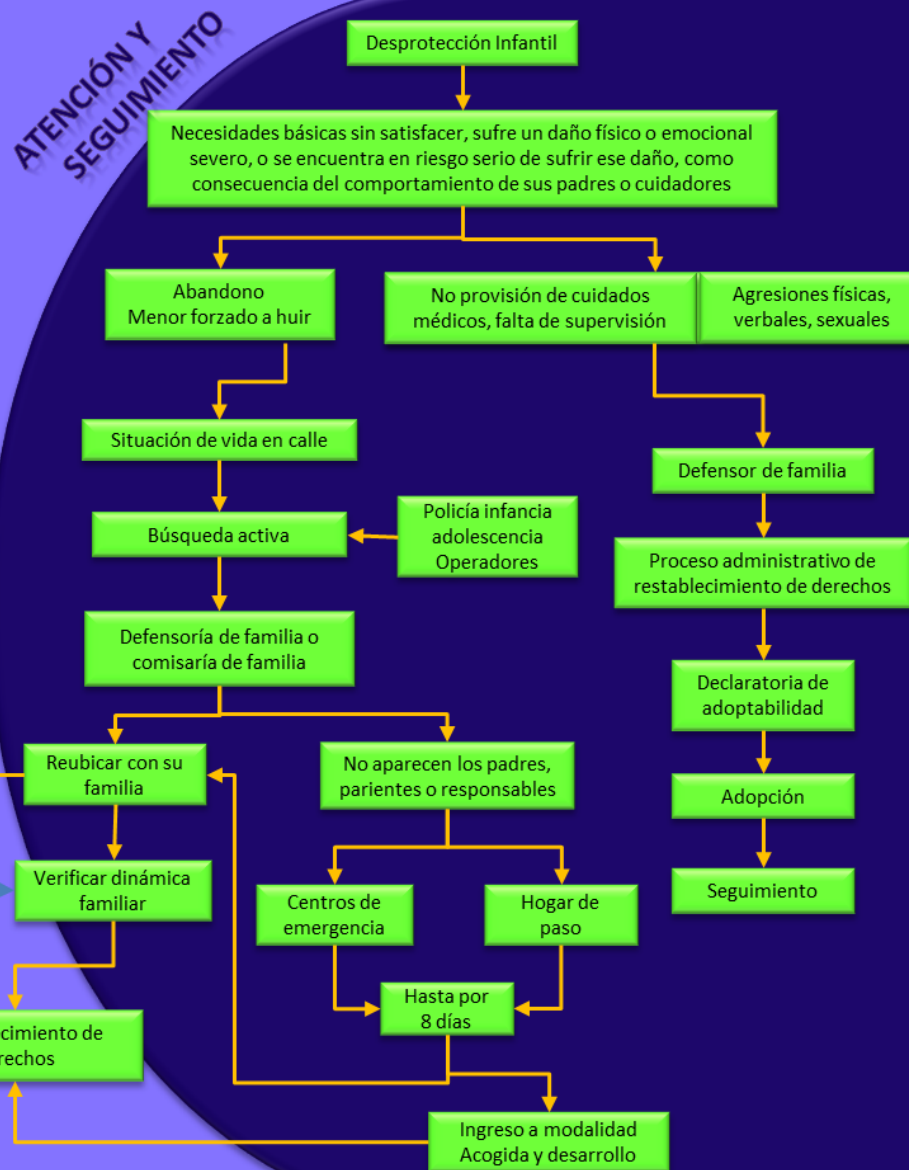 ATENCIÓN Y
SEGUIMIENTO
Desprotección Infantil
Necesidades básicas sin satisfacer, sufre un daño físico o emocional
severo, o se encuentra en riesgo serio de sufrir ese daño, como
consecuencia del comportamiento de sus padres o cuidadores
Abandono
Menor forzado a huir
No provisión de cuidados
médicos, falta de supervisión
Agresiones físicas,
verbales, sexuales
Situación de vida en calle
Defensor de familia
Búsqueda activa
Policía infancia
adolescencia
Operadores
Proceso administrativo de
restablecimiento de derechos
Defensoría de familia o
comisaría de familia
Declaratoria de
adoptabilidad
Reubicar con su
familia
No aparecen los padres,
parientes o responsables
Adopción
Verificar dinámica
familiar
Centros de
emergencia
Hogar de
paso
Seguimiento
Hasta por
8 días
cimiento de
rechos
Ingreso a modalidad
Acogida y desarrollo